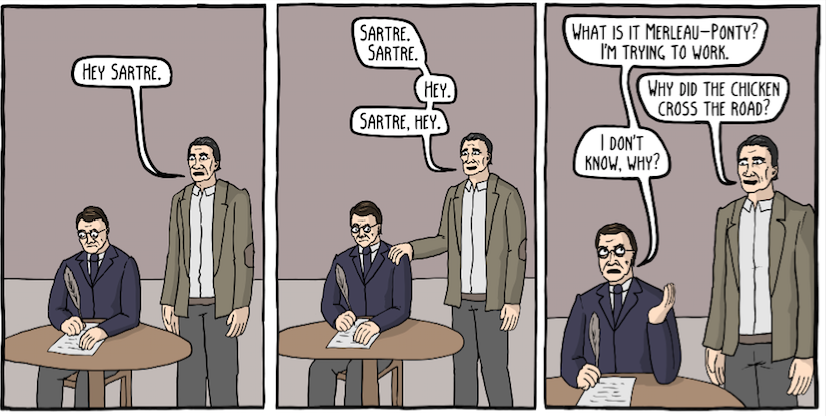 HEY SARTRE.
SARTRE.
SARTRE.
HEY.
SARTRE, HEY.
WHAT IS IT MERLEAU-PONTY?
I'M TRYING TO WORK.
WHY DID THE CHICKEN
CROSS THE ROAD?
I DON'T
KNOW, WHY?